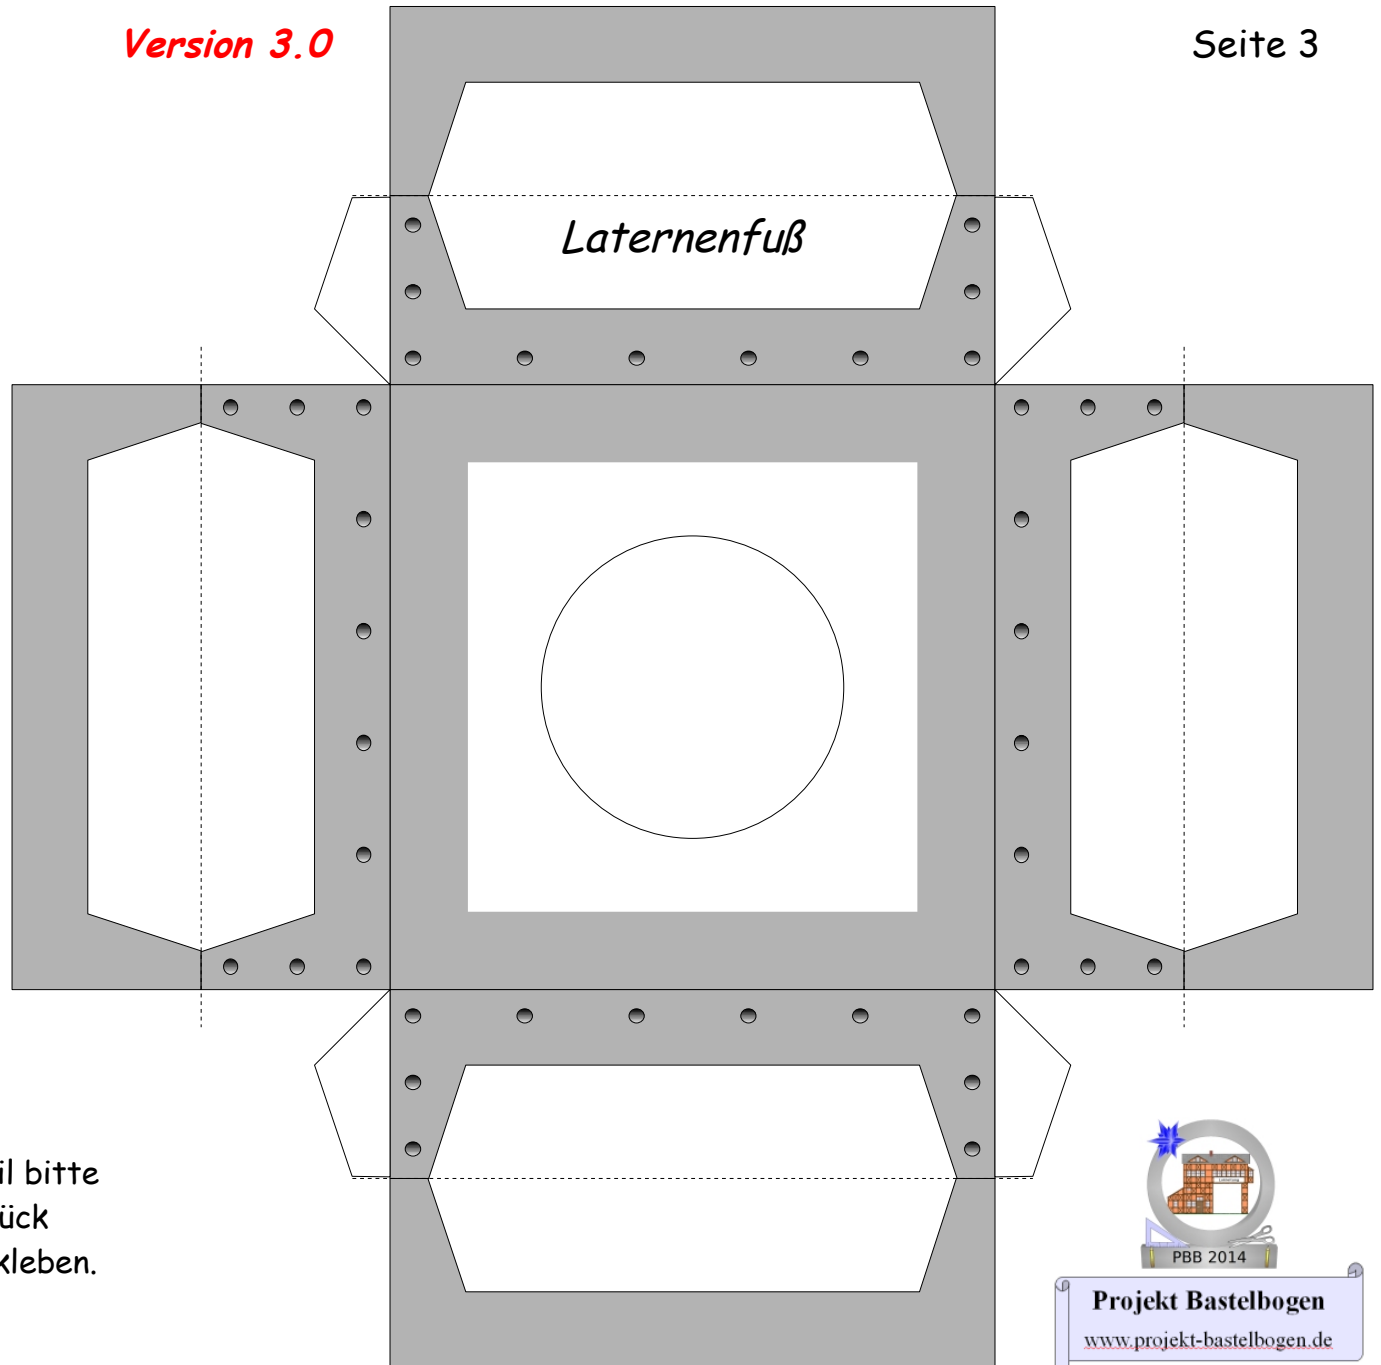 Version 3.0
Seite 3
Laternenfuß
il bitte
ück
kleben.
PBB 2014
Projekt Bastelbogen
www.projekt-bastelbogen.de